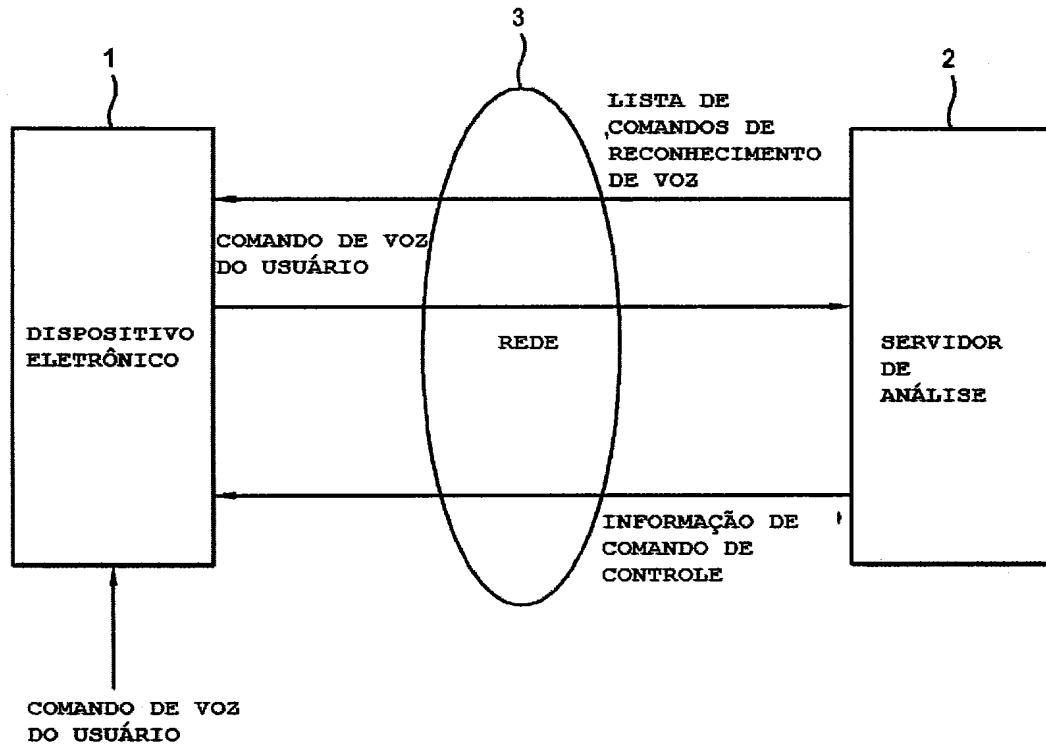 3
1
2
LISTA DE
COMANDOS DE
RECONHECIMENTO
DE VOZ
COMANDO DE VOZ
DO USUÁRIO
DISPOSITIVO
ELETRÔNICO
REDE
SERVIDOR
DE
ANÁLISE
INFORMAÇÃO DE
COMANDO DE
CONTROLE
COMANDO DE VOZ
DO USUÁRIO